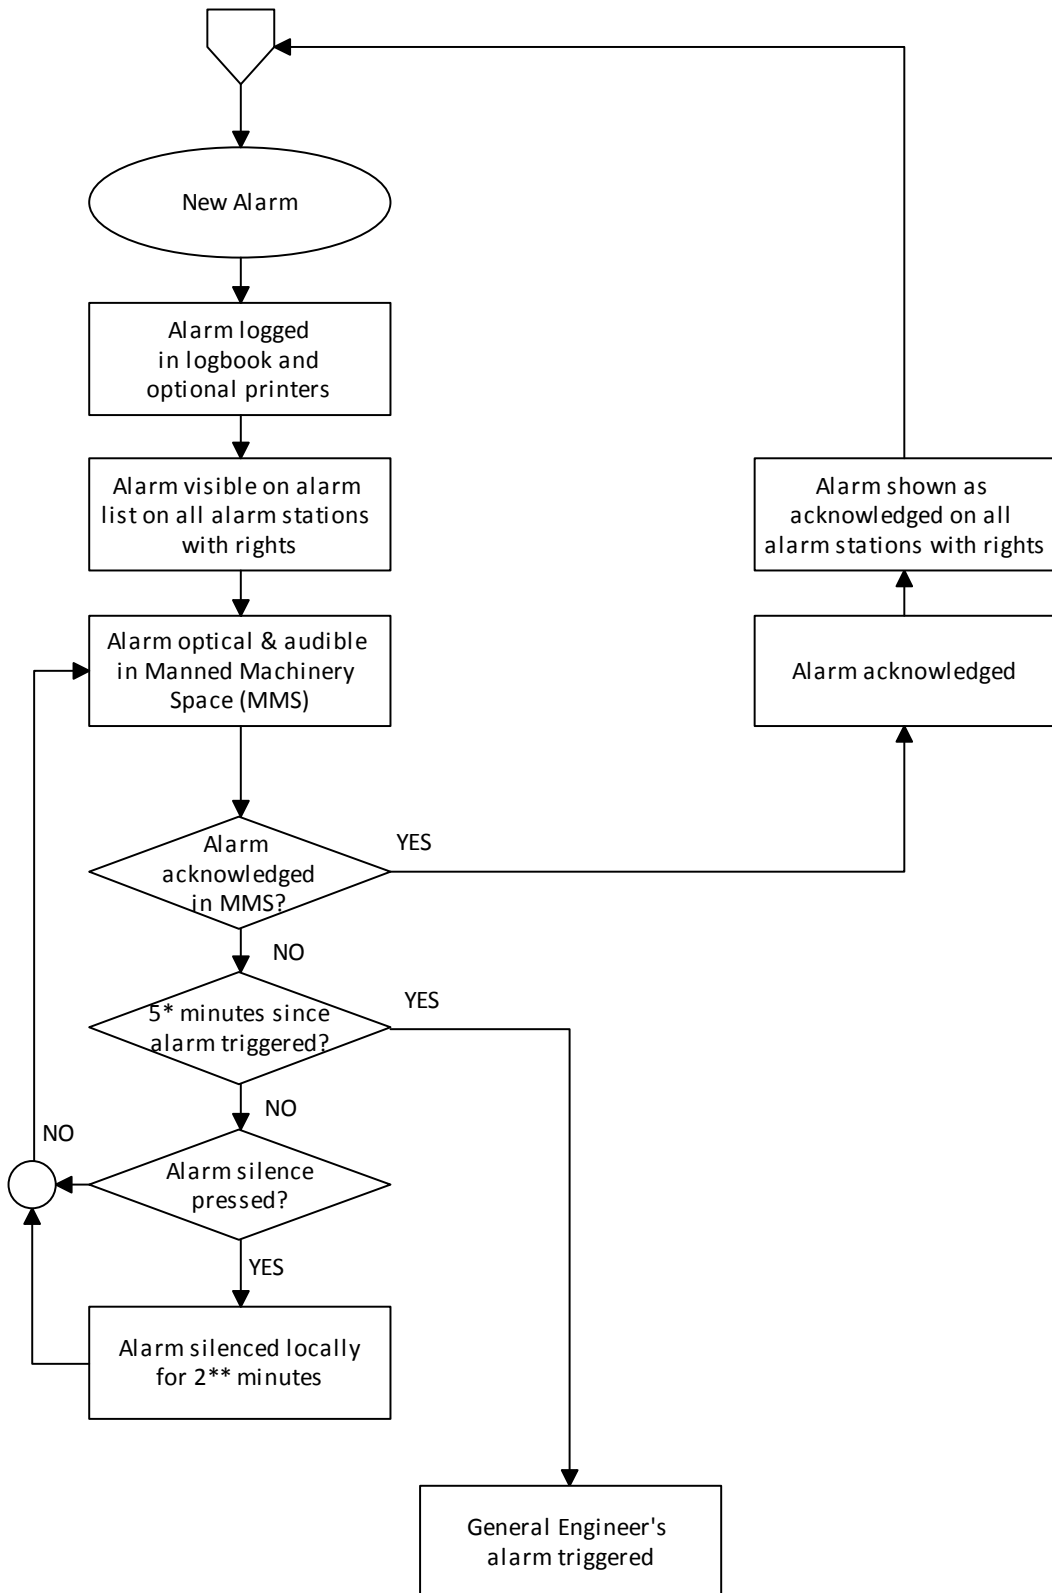 New Alarm
Alarm logged
in logbook and
optional printers
Alarm visible on alarm
list on all alarm stations
with rights
Alarm shown as
acknowledged on all
alarm stations with rights
Alarm optical & audible
in Manned Machinery
Space (MMS)
Alarm acknowledged
Alarm
acknowledged
in MMS?
YES
NO
5* minutes since
alarm triggered?
YES
NO
Alarm silence
pressed?
NO
YES
Alarm silenced locally
for 2** minutes
General Engineer's
alarm triggered